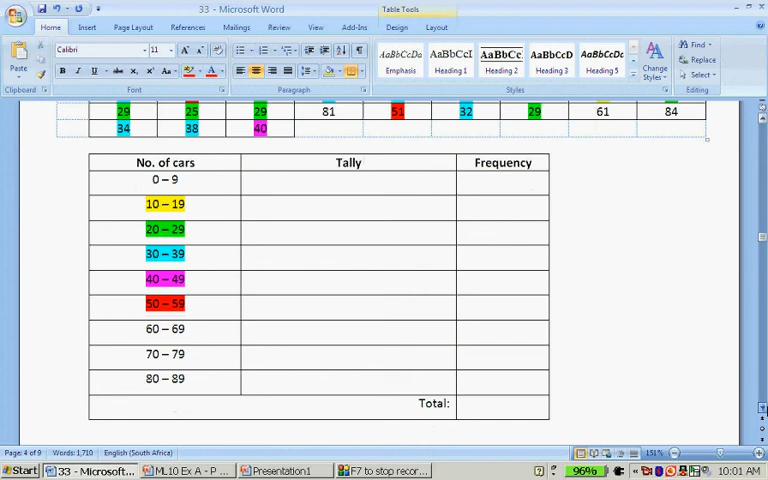 33 - Microsoft Word
Table Tools
Home Insert Page Layout References Mailings Review View Add-Ins Design Layout
Calibri 11
AaBbCcDc AaBbCcL AaBbCc AaBbCcD AaBbCcDc
Paste
Emphasis Heading 1 Heading 2 Heading 3 Heading 5
Change Styles
Find
Replace
Select
Clipboard Font Paragraph Styles Editing
29 25 29 81 51 32 29 61 84
34 38 40
No. of cars Tally Frequency
0 – 9
10 – 19
20 – 29
30 – 39
40 – 49
50 – 59
60 – 69
70 – 79
80 – 89
Total:
Page: 4 of 9 Words: 1,710 English (South Africa) 151%
Start 33 - Microsoft... ML10 Ex A - P ... Presentation1 F7 to stop recor... 96% 10:01 AM